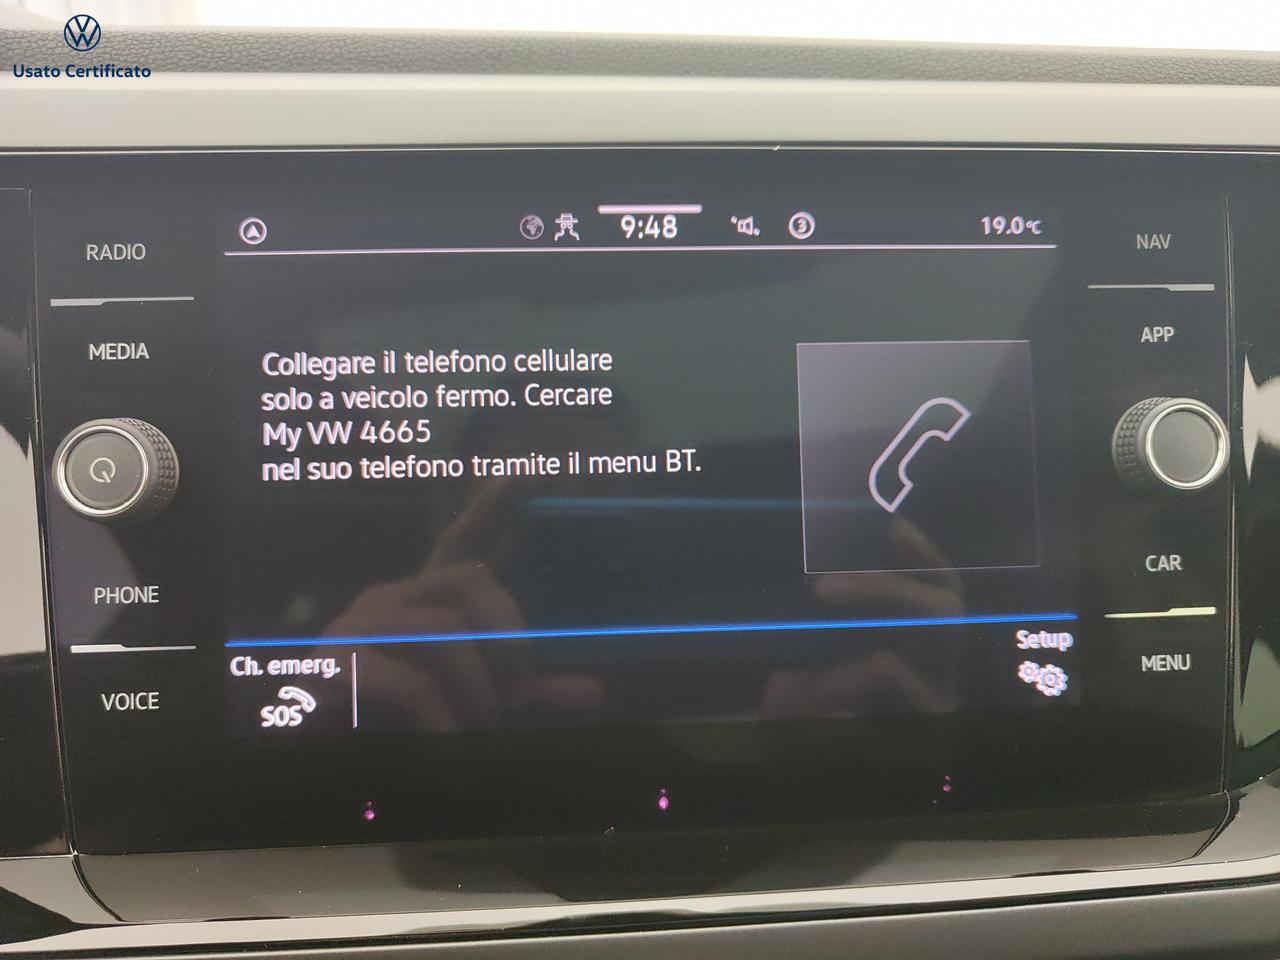 Usato Certificato
RADIO
MEDIA
PHONE
VOICE
9:48
3
19.0°C
Collegare il telefono cellulare
solo a veicolo fermo. Cercare
My VW 4665
nel suo telefono tramite il menu BT.
Ch. emerg.
SOS
Setup
NAV
APP
CAR
MENU